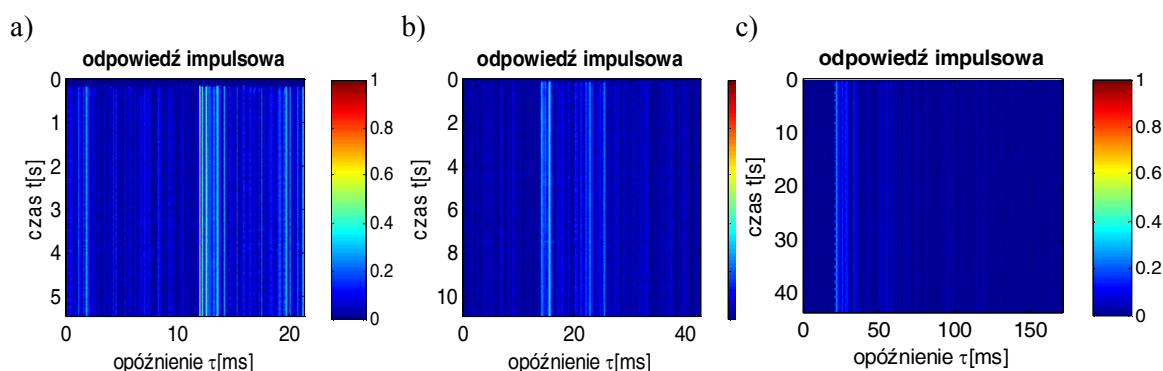 a)
odpowiedź impulsowa
0
1
2
3
4
5
czas t[s]
0 10 20
opóźnienie τ[ms]
1
0.8
0.6
0.4
0.2
0
b)
odpowiedź impulsowa
0
2
4
6
8
10
czas t[s]
0 20 40
opóźnienie τ[ms]
c)
odpowiedź impulsowa
0
10
20
30
40
czas t[s]
0 50 100 150
opóźnienie τ[ms]
1
0.8
0.6
0.4
0.2
0